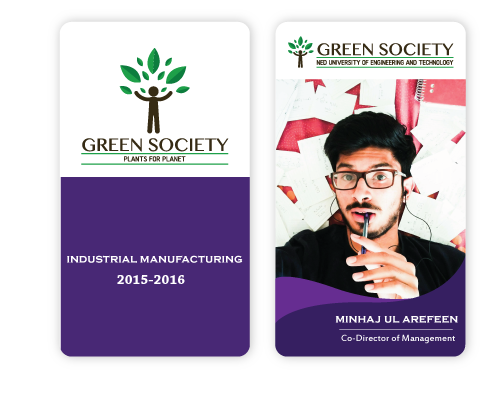 GREEN SOCIETY
PLANTS FOR PLANET
INDUSTRIAL MANUFACTURING
2015-2016
GREEN SOCIETY
NED UNIVERSITY OF ENGINEERING AND TECHNOLOGY
MINHAJ UL AREFEEN
Co-Director of Management